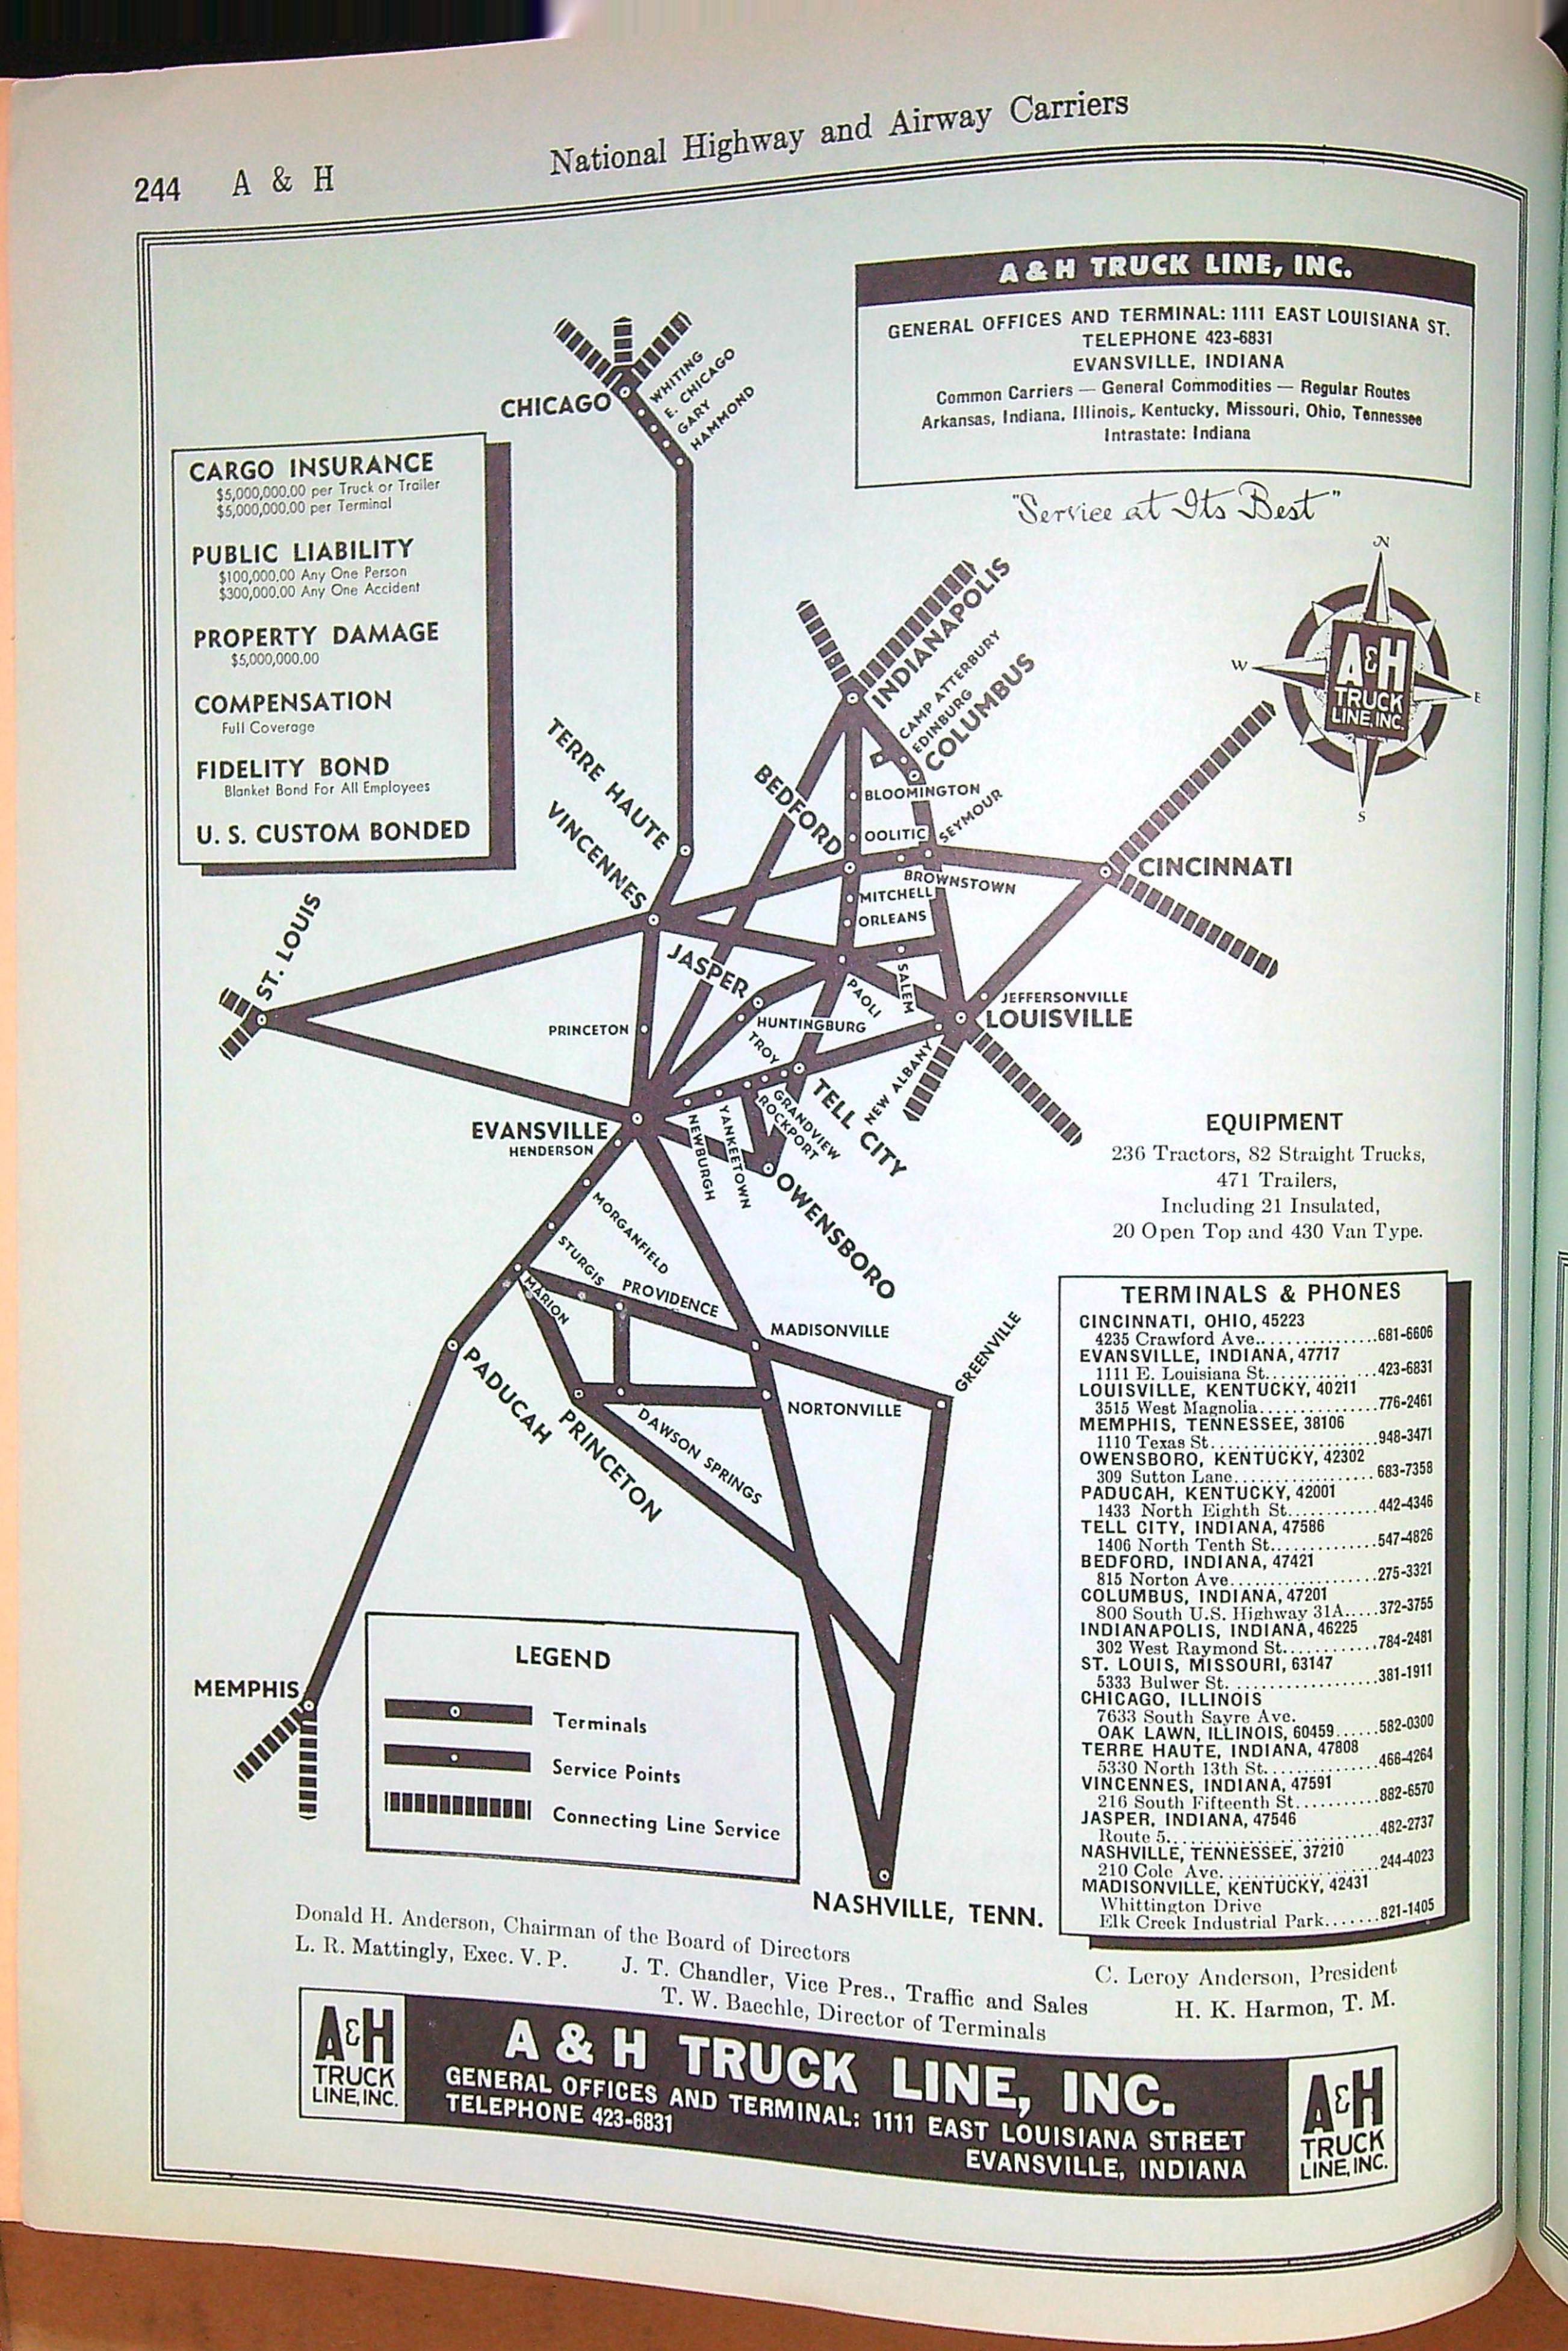 244 A & H
National Highway and Airway Carriers
A & H TRUCK LINE, INC.
GENERAL OFFICES AND TERMINAL: 1111 EAST LOUISIANA ST.
TELEPHONE 423-6831
EVANSVILLE, INDIANA
Common Carriers — General Commodities — Regular Routes
Arkansas, Indiana, Illinois, Kentucky, Missouri, Ohio, Tennessee
Intrastate: Indiana
"Service at Its Best"
CARGO INSURANCE
$5,000,000.00 per Truck or Trailer
$5,000,000.00 per Terminal
PUBLIC LIABILITY
$100,000.00 Any One Person
$300,000.00 Any One Accident
PROPERTY DAMAGE
$5,000,000.00
COMPENSATION
Full Coverage
FIDELITY BOND
Blanket Bond For All Employees
U. S. CUSTOM BONDED
CHICAGO
WHITING
E. CHICAGO
GARY
HAMMOND
N
W
E
S
A&H
TRUCK
LINE, INC.
INDIANAPOLIS
CAMP ATTERBURY
EDINBURG
COLUMBUS
TERRE HAUTE
VINCENNES
BEDFORD
BLOOMINGTON
OOLITIC
SEYMOUR
BROWNSTOWN
CINCINNATI
MITCHELL
ORLEANS
ST. LOUIS
JASPER
PAOLI
SALEM
JEFFERSONVILLE
LOUISVILLE
PRINCETON
HUNTINGBURG
TROY
NEW ALBANY
TELL CITY
GRANDVIEW
ROCKPORT
YANKEETOWN
NEWBURGH
EVANSVILLE
HENDERSON
OWENSBORO
MORGANFIELD
STURGIS
MARION
PROVIDENCE
MADISONVILLE
GREENVILLE
PADUCAH
PRINCETON
DAWSON SPRINGS
NORTONVILLE
MEMPHIS
NASHVILLE, TENN.
LEGEND
Terminals
Service Points
Connecting Line Service
EQUIPMENT
236 Tractors, 82 Straight Trucks,
471 Trailers,
Including 21 Insulated,
20 Open Top and 430 Van Type.
TERMINALS & PHONES
CINCINNATI, OHIO, 45223
4235 Crawford Ave. 681-6606
EVANSVILLE, INDIANA, 47717
1111 E. Louisiana St. 423-6831
LOUISVILLE, KENTUCKY, 40211
3515 West Magnolia 776-2461
MEMPHIS, TENNESSEE, 38106
1110 Texas St. 948-3471
OWENSBORO, KENTUCKY, 42302
309 Sutton Lane 683-7358
PADUCAH, KENTUCKY, 42001
1433 North Eighth St. 442-4346
TELL CITY, INDIANA, 47586
1406 North Tenth St. 547-4826
BEDFORD, INDIANA, 47421
815 Norton Ave. 275-3321
COLUMBUS, INDIANA, 47201
800 South U.S. Highway 31A 372-3755
INDIANAPOLIS, INDIANA, 46225
302 West Raymond St. 784-2481
ST. LOUIS, MISSOURI, 63147
5333 Bulwer St. 381-1911
CHICAGO, ILLINOIS
7633 South Sayre Ave.
OAK LAWN, ILLINOIS, 60459 582-0300
TERRE HAUTE, INDIANA, 47808
5330 North 13th St. 466-4264
VINCENNES, INDIANA, 47591
216 South Fifteenth St. 882-6570
JASPER, INDIANA, 47546
Route 5 482-2737
NASHVILLE, TENNESSEE, 37210
210 Cole Ave. 244-4023
MADISONVILLE, KENTUCKY, 42431
Whittington Drive
Elk Creek Industrial Park 821-1405
Donald H. Anderson, Chairman of the Board of Directors
C. Leroy Anderson, President
L. R. Mattingly, Exec. V. P.
J. T. Chandler, Vice Pres., Traffic and Sales
H. K. Harmon, T. M.
T. W. Baechle, Director of Terminals
A&H
TRUCK
LINE, INC.
A & H TRUCK LINE, INC.
GENERAL OFFICES AND TERMINAL: 1111 EAST LOUISIANA STREET
TELEPHONE 423-6831
EVANSVILLE, INDIANA
A&H
TRUCK
LINE, INC.